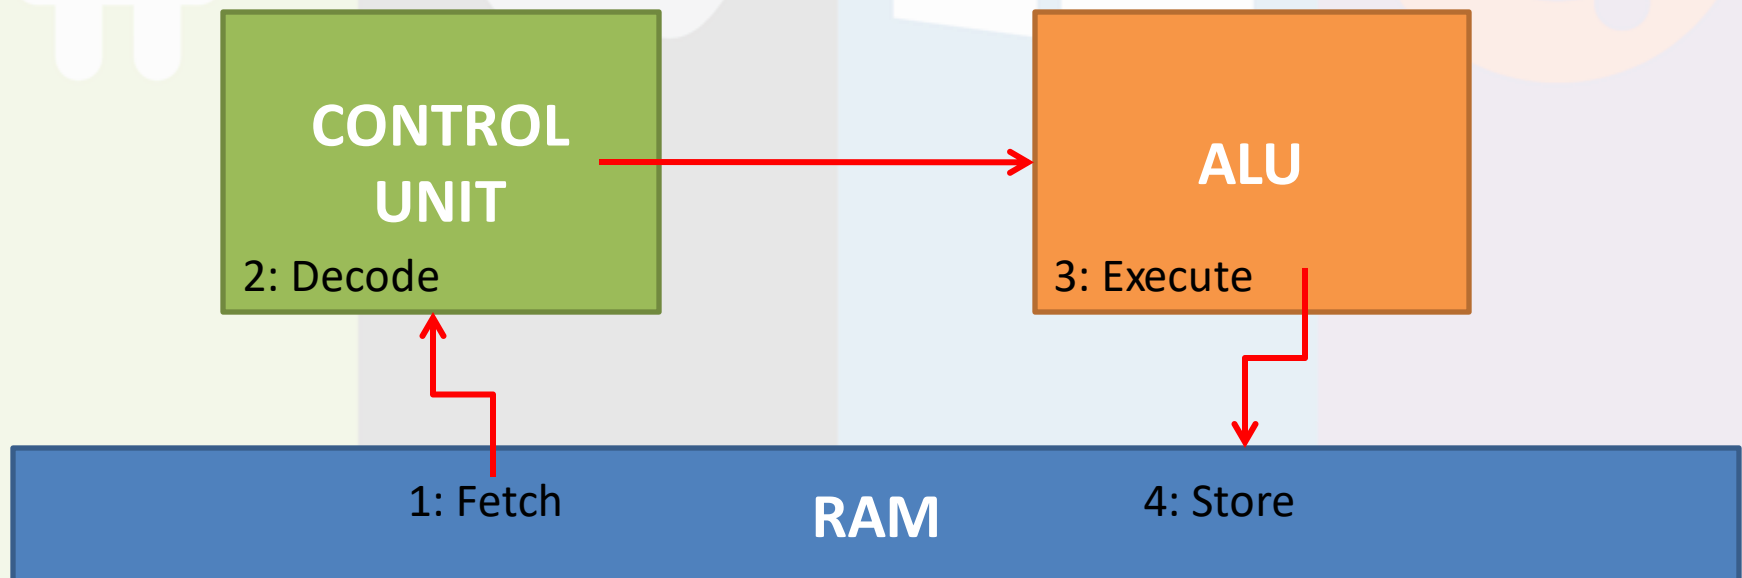 CONTROL
UNIT
2: Decode
ALU
3: Execute
1: Fetch
RAM
4: Store